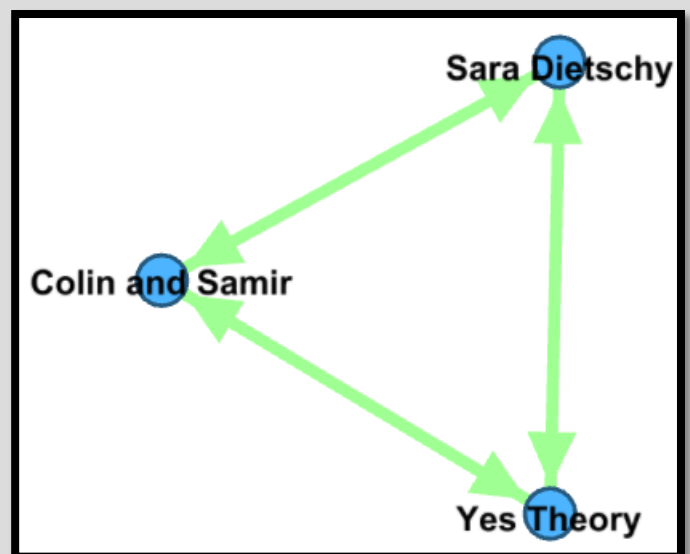 Sara Dietschy
Colin and Samir
Yes Theory